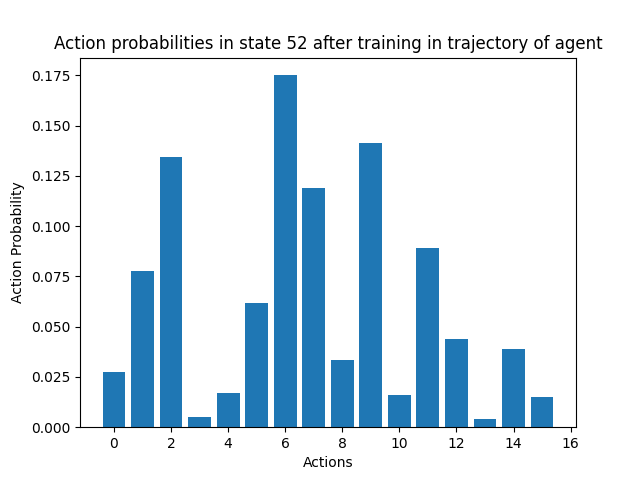 Action probabilities in state 52 after training in trajectory of agent
0.175
0.150
0.125
0.100
0.075
0.050
0.025
0.000
Action Probability
0 2 4 6 8 10 12 14 16
Actions